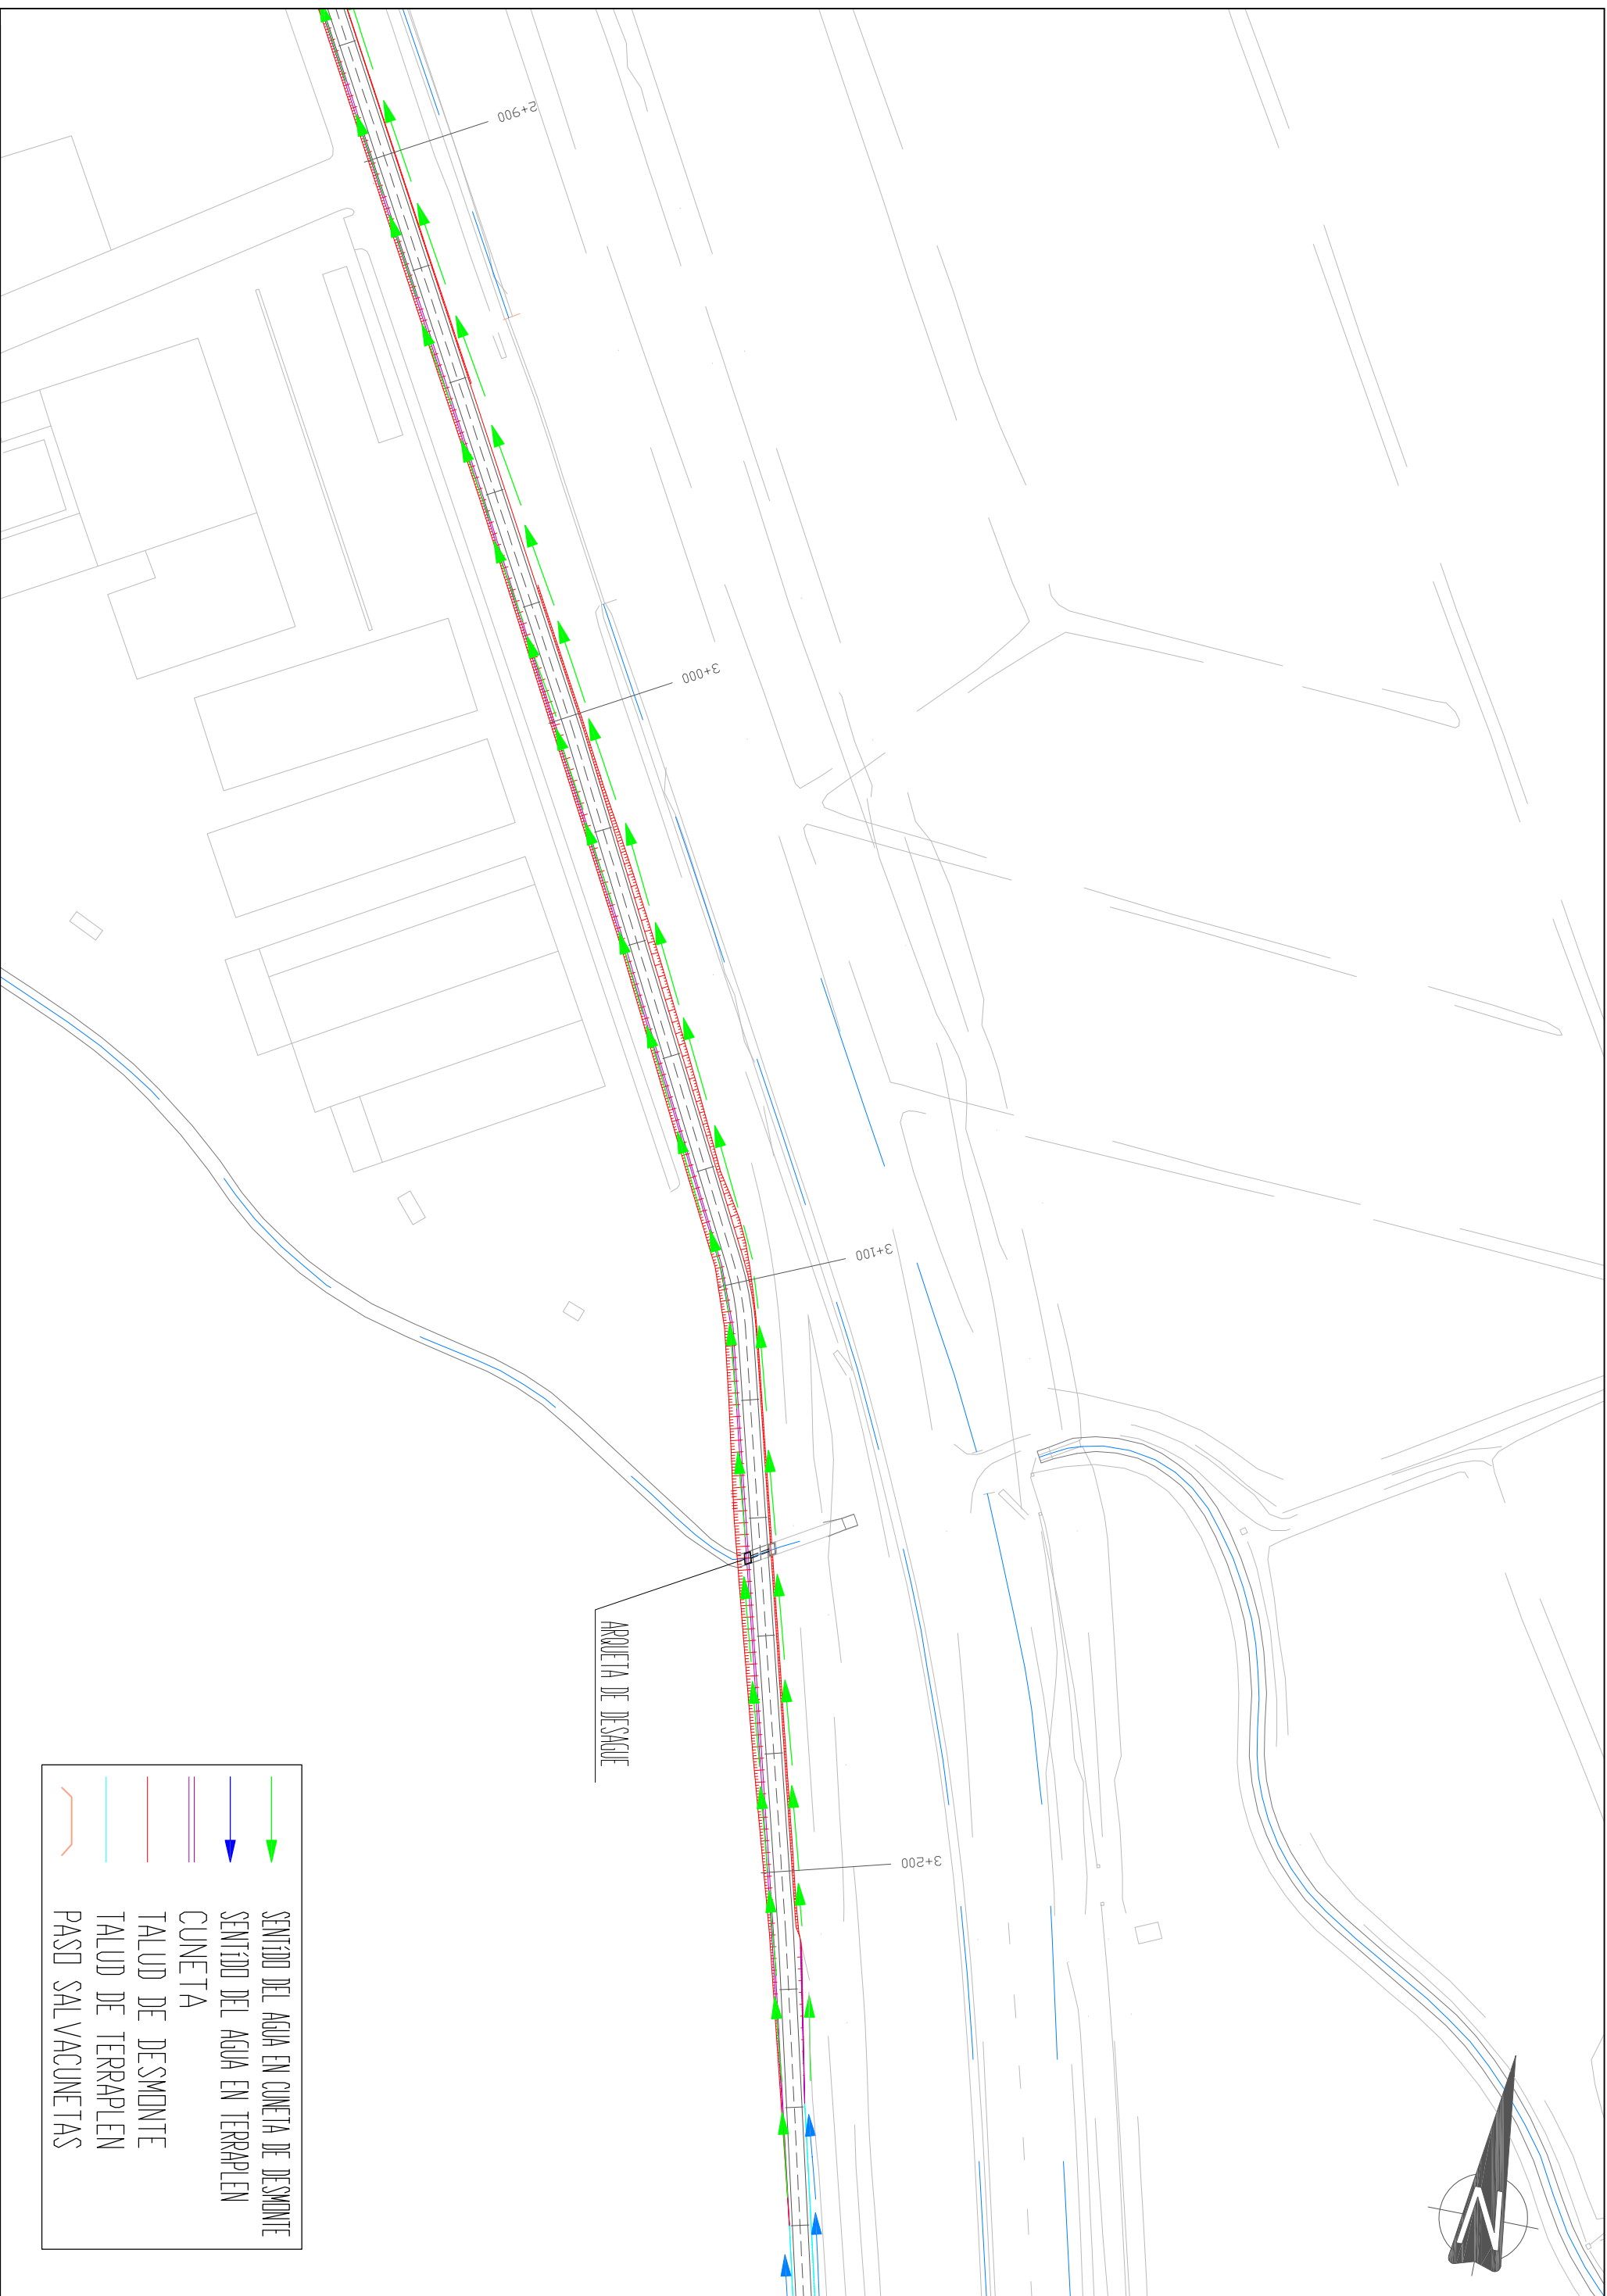 2+900
3+000
3+100
3+200
ARQUETA DE DESAGUE
SENTIDO DEL AGUA EN CUNETA DE DESMONTE
SENTIDO DEL AGUA EN TERRAPLEN
CUNETA
TALUD DE DESMONTE
TALUD DE TERRAPLEN
PASO SALVACUNETAS
N